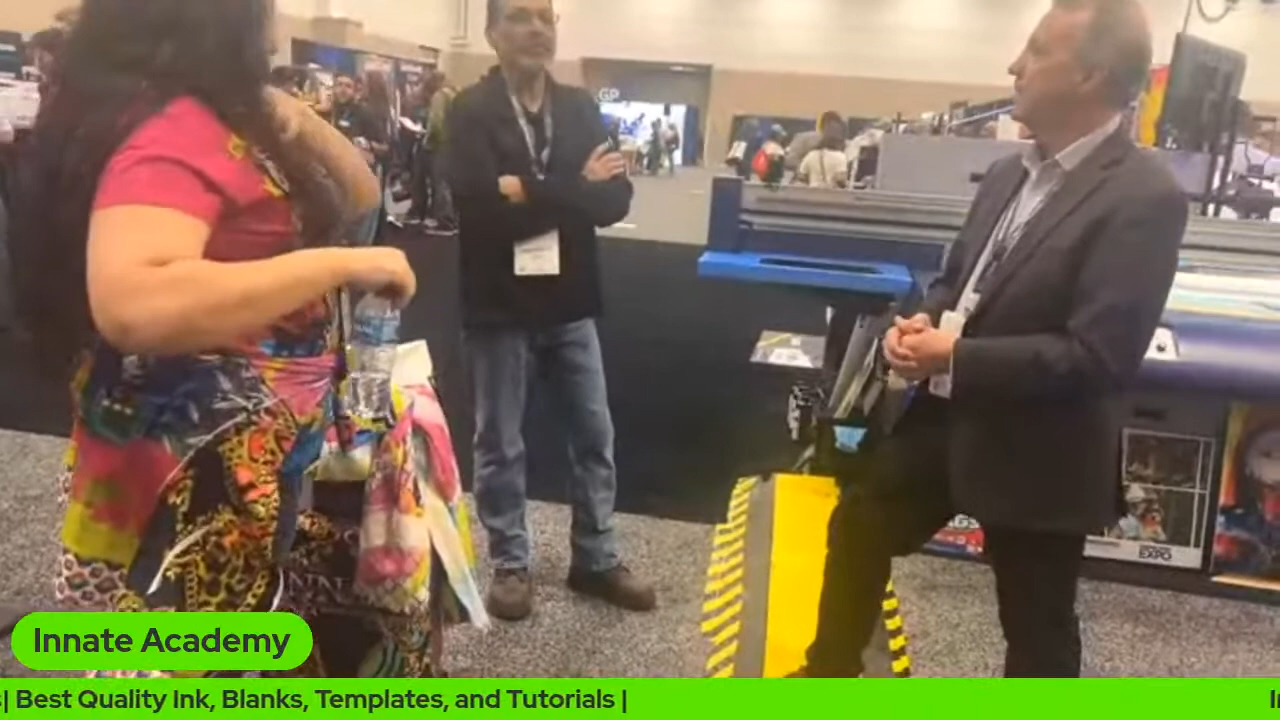 GP
EXPO
Innate Academy
| Best Quality Ink, Blanks, Templates, and Tutorials |